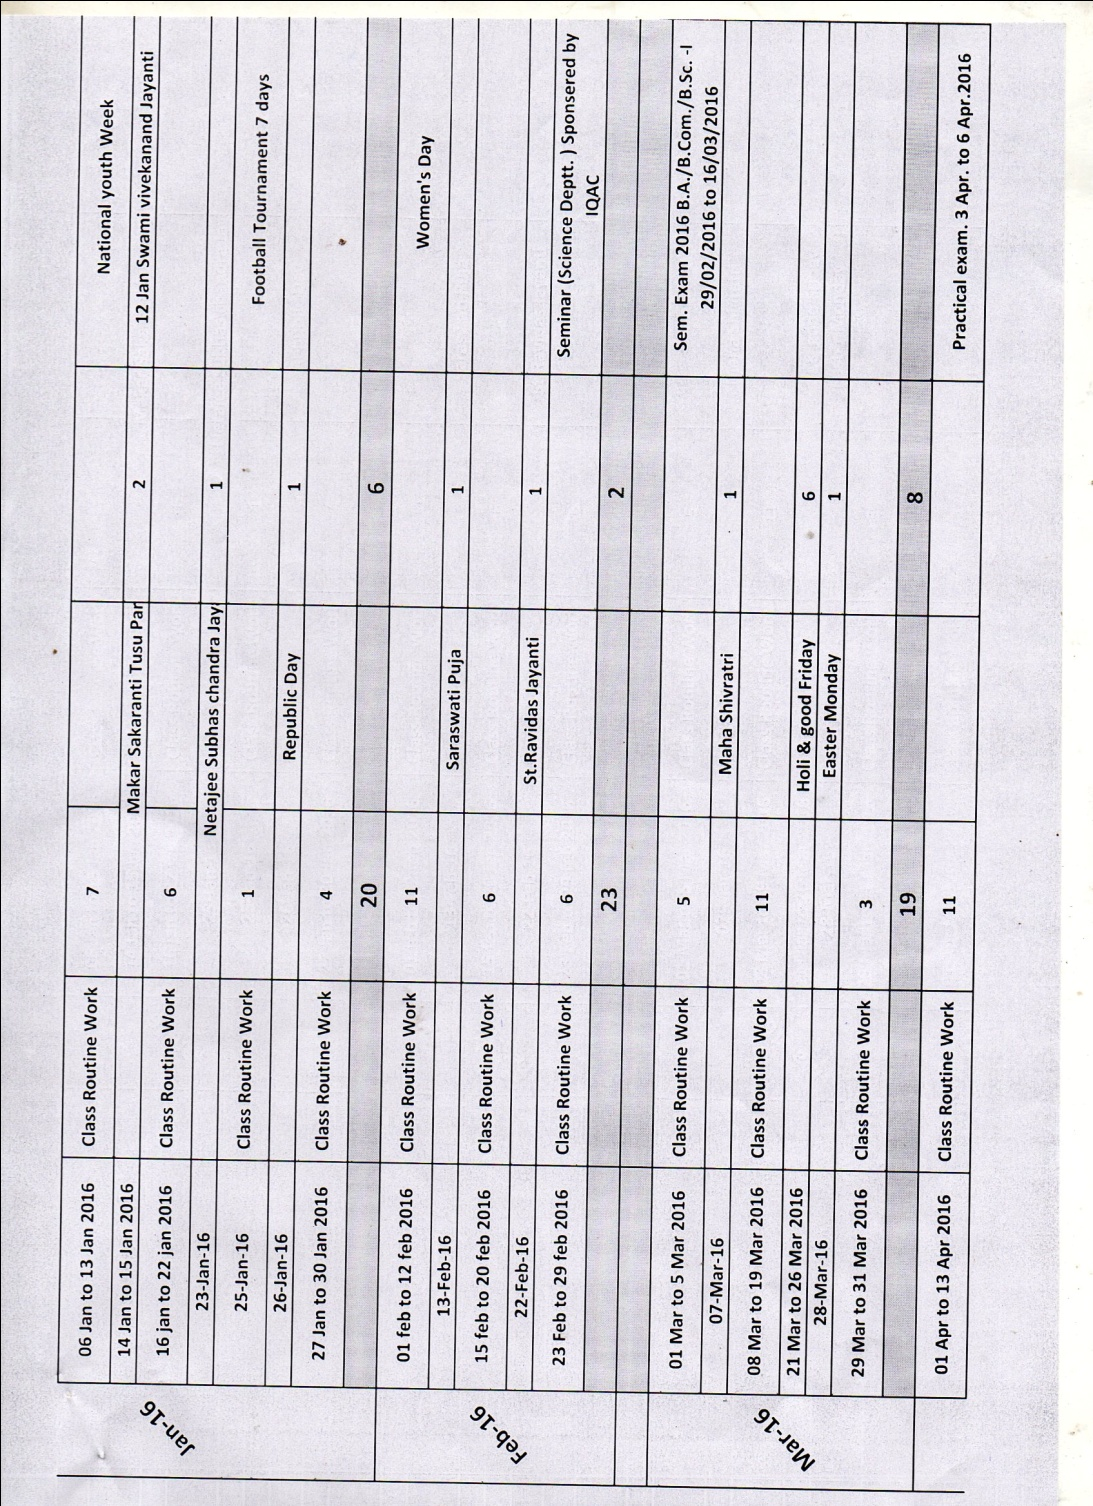 Jan-16
06 Jan to 13 Jan 2016 Class Routine Work 7 National youth Week
14 Jan to 15 Jan 2016 Makar Sakaranti Tusu Par 2 12 Jan Swami vivekanand Jayanti
16 jan to 22 jan 2016 Class Routine Work 6
23-Jan-16 Netajee Subhas chandra Jay 1
25-Jan-16 Class Routine Work 1 Football Tournament 7 days
26-Jan-16 Republic Day 1
27 Jan to 30 Jan 2016 Class Routine Work 4
20 6
Feb-16
01 feb to 12 feb 2016 Class Routine Work 11 Women's Day
13-Feb-16 Saraswati Puja 1
15 feb to 20 feb 2016 Class Routine Work 6
22-Feb-16 St.Ravidas Jayanti 1
23 Feb to 29 feb 2016 Class Routine Work 6 Seminar (Science Deptt. ) Sponsered by
IQAC
23 2
Mar-16
01 Mar to 5 Mar 2016 Class Routine Work 5 Sem. Exam 2016 B.A./B.Com./B.Sc. -I
29/02/2016 to 16/03/2016
07-Mar-16 Maha Shivratri 1
08 Mar to 19 Mar 2016 Class Routine Work 11
21 Mar to 26 Mar 2016 Holi & good Friday 6
28-Mar-16 Easter Monday 1
29 Mar to 31 Mar 2016 Class Routine Work 3
19 8
01 Apr to 13 Apr 2016 Class Routine Work 11 Practical exam. 3 Apr. to 6 Apr.2016